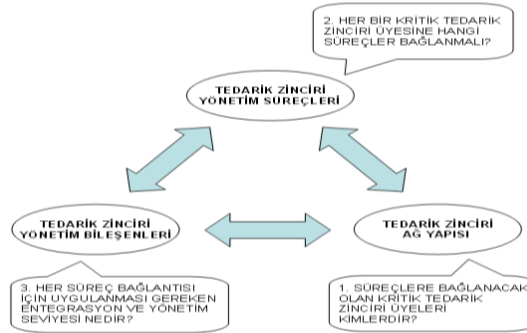 2. HER BİR KRİTİK TEDARİK
ZİNCİRİ ÜYESİNE HANGİ
SÜREÇLER BAĞLANMALI?
TEDARİK ZİNCİRİ
YÖNETİM SÜREÇLERİ
TEDARİK ZİNCİRİ
YÖNETİM BİLEŞENLERİ
TEDARİK ZİNCİRİ
AĞ YAPISI
3. HER SÜREÇ BAĞLANTISI
İÇİN UYGULANMASI GEREKEN
ENTEGRASYON VE YÖNETİM
SEVİYESİ NEDİR?
1. SÜREÇLERE BAĞLANACAK
OLAN KRİTİK TEDARİK
ZİNCİRİ ÜYELERİ
KİMLERDİR?